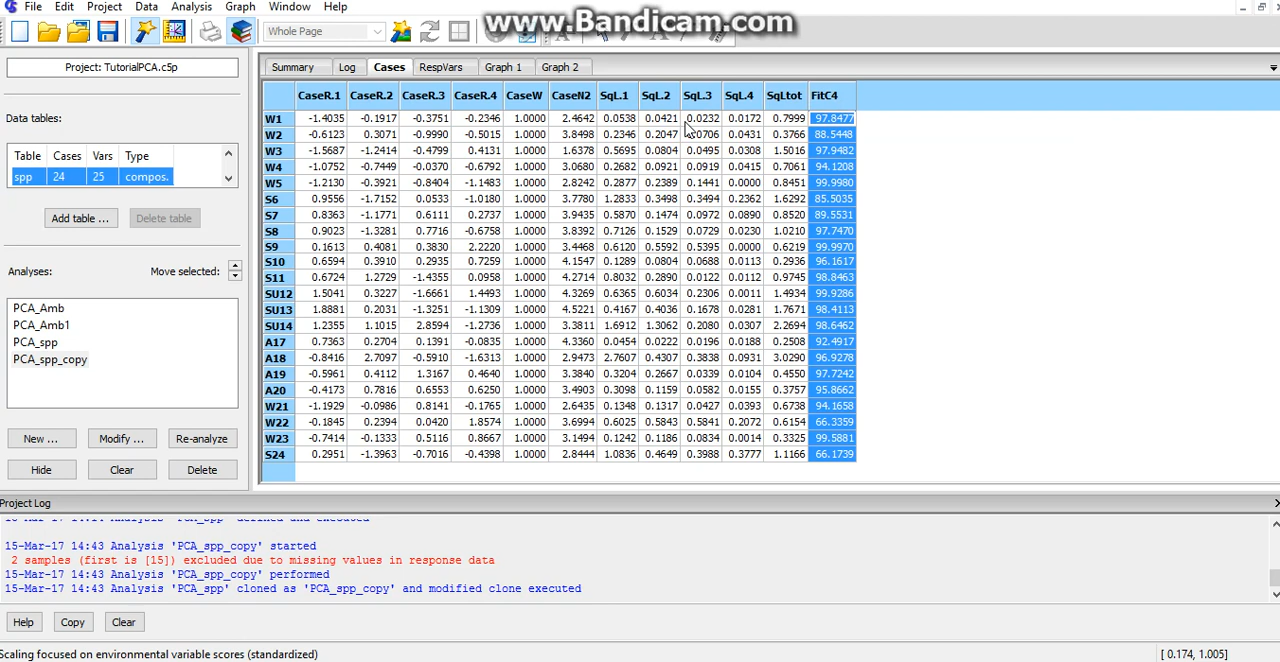 File Edit Project Data Analysis Graph Window Help
www.Bandicam.com
Whole Page
Project: TutorialPCA.c5p
Summary Log Cases RespVars Graph 1 Graph 2
Data tables:
Table Cases Vars Type
spp 24 25 compos.
Add table ... Delete table
Analyses: Move selected:
PCA_Amb
PCA_Amb1
PCA_spp
PCA_spp_copy
New ... Modify ... Re-analyze
Hide Clear Delete
CaseR.1 CaseR.2 CaseR.3 CaseR.4 CaseW CaseN2 SqL.1 SqL.2 SqL.3 SqL.4 SqLtot FitC4
W1 -1.4035 -0.1917 -0.3751 -0.2346 1.0000 2.4642 0.0538 0.0421 0.0232 0.0172 0.7999 97.8477
W2 -0.6123 0.3071 -0.9990 -0.5015 1.0000 3.8498 0.2346 0.2047 0.0706 0.0431 0.3766 88.5448
W3 -1.5687 -1.2414 -0.4799 0.4131 1.0000 1.6378 0.5695 0.0804 0.0495 0.0308 1.5016 97.9482
W4 -1.0752 -0.7449 -0.0370 -0.6792 1.0000 3.0680 0.2682 0.0921 0.0919 0.0415 0.7061 94.1208
W5 -1.2130 -0.3921 -0.8404 -1.1483 1.0000 2.8242 0.2877 0.2389 0.1441 0.0000 0.8451 99.9980
S6 0.9556 -1.7152 0.0533 -1.0180 1.0000 3.7780 1.2833 0.3498 0.3494 0.2362 1.6292 85.5035
S7 0.8363 -1.1771 0.6111 0.2737 1.0000 3.9435 0.5870 0.1474 0.0972 0.0890 0.8520 89.5531
S8 0.9023 -1.3281 0.7716 -0.6758 1.0000 3.8392 0.7126 0.1529 0.0729 0.0230 1.0210 97.7470
S9 0.1613 0.4081 0.3830 2.2220 1.0000 3.4468 0.6120 0.5592 0.5395 0.0000 0.6219 99.9970
S10 0.6594 0.3910 0.2935 0.7259 1.0000 4.1547 0.1289 0.0804 0.0688 0.0113 0.2936 96.1617
S11 0.6724 1.2729 -1.4355 0.0958 1.0000 4.2714 0.8032 0.2890 0.0122 0.0112 0.9745 98.8463
SU12 1.5041 0.3227 -1.6661 1.4493 1.0000 4.3269 0.6365 0.6034 0.2306 0.0011 1.4934 99.9286
SU13 1.8881 0.2031 -1.3251 -1.1309 1.0000 4.5221 0.4167 0.4036 0.1678 0.0281 1.7671 98.4113
SU14 1.2355 1.1015 2.8594 -1.2736 1.0000 3.3811 1.6912 1.3062 0.2080 0.0307 2.2694 98.6462
A17 0.7363 0.2704 0.1391 -0.0835 1.0000 4.3360 0.0454 0.0222 0.0196 0.0188 0.2508 92.4917
A18 -0.8416 2.7097 -0.5910 -1.6313 1.0000 2.9473 2.7607 0.4307 0.3838 0.0931 3.0290 96.9278
A19 -0.5961 0.4112 1.3167 0.4640 1.0000 3.3840 0.3204 0.2667 0.0339 0.0104 0.4550 97.7242
A20 -0.4173 0.7816 0.6553 0.6250 1.0000 3.4903 0.3098 0.1159 0.0582 0.0155 0.3757 95.8662
W21 -1.1929 -0.0986 0.8141 -0.1765 1.0000 2.6435 0.1348 0.1317 0.0427 0.0393 0.6738 94.1658
W22 -0.1845 0.2394 0.0420 1.8574 1.0000 3.6994 0.6025 0.5843 0.5841 0.2072 0.6154 66.3359
W23 -0.7414 -0.1333 0.5116 0.8667 1.0000 3.1494 0.1242 0.1186 0.0834 0.0014 0.3325 99.5881
S24 0.2951 -1.3963 -0.7016 -0.4398 1.0000 2.8444 1.0836 0.4649 0.3988 0.3777 1.1166 66.1739
Project Log
15-Mar-17 14:43 Analysis 'PCA_spp_copy' started
2 samples (first is [15]) excluded due to missing values in response data
15-Mar-17 14:43 Analysis 'PCA_spp_copy' performed
15-Mar-17 14:43 Analysis 'PCA_spp' cloned as 'PCA_spp_copy' and modified clone executed
Help Copy Clear
Scaling focused on environmental variable scores (standardized) [ 0.174, 1.005]